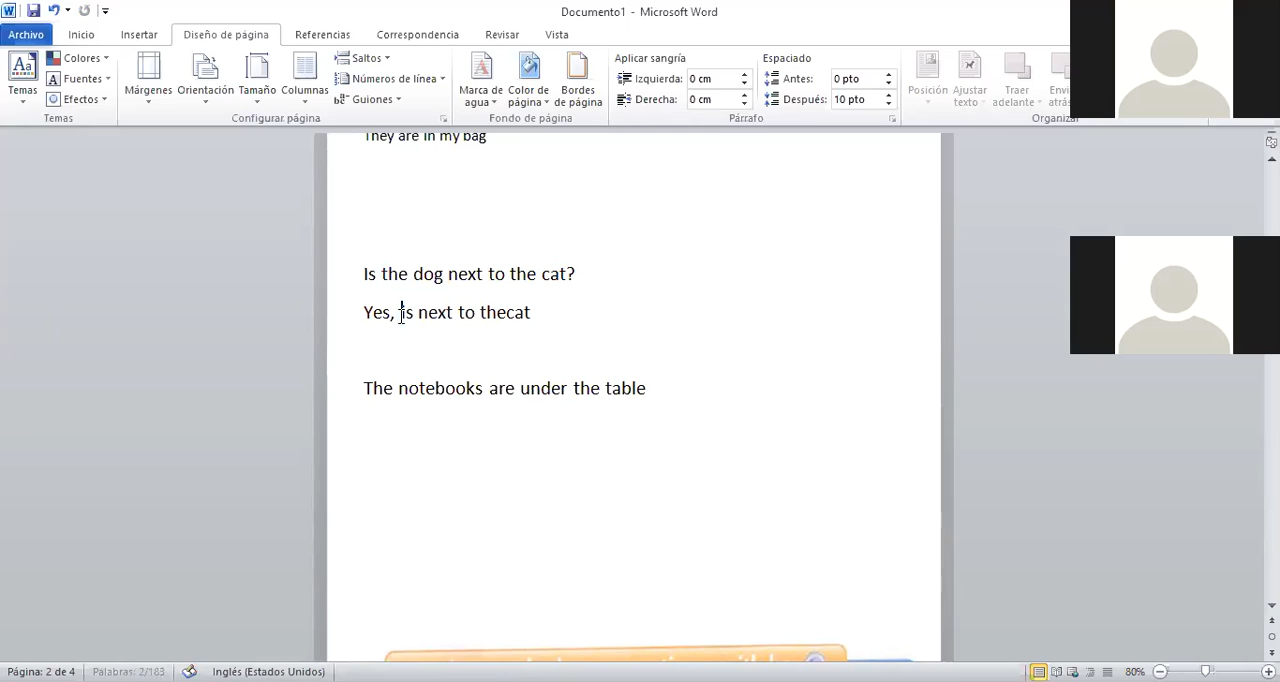 Documento1 - Microsoft Word
Archivo Inicio Insertar Diseño de página Referencias Correspondencia Revisar Vista
Temas Colores Fuentes Efectos Temas
Márgenes Orientación Tamaño Columnas Saltos Números de línea Guiones Configurar página
Marca de agua Color de página Bordes de página Fondo de página
Aplicar sangría Izquierda: 0 cm Derecha: 0 cm Espaciado Antes: 0 pto Después: 10 pto Párrafo
Posición Ajustar texto Traer adelante Organizar
They are in my bag
Is the dog next to the cat?
Yes, is next to thecat
The notebooks are under the table
Página: 2 de 4 Palabras: 2/183 Inglés (Estados Unidos) 80%